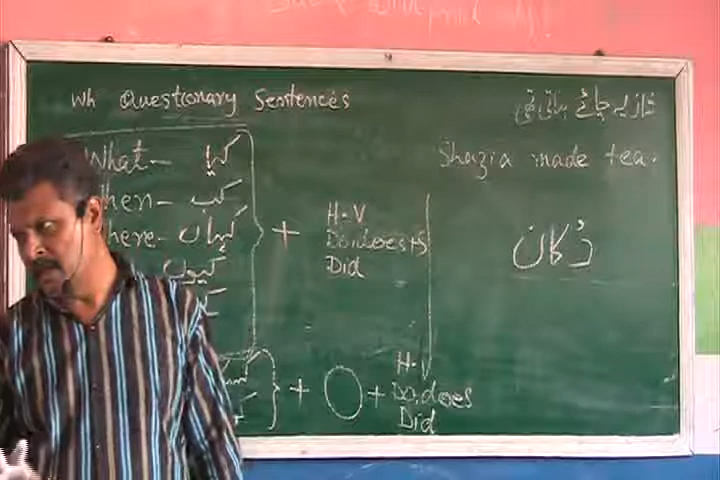 Wh Questionary Sentences
What - کیا
hen - کب
here - کہاں
کیوں
+
H.V
Do,does+S
Did
شازیہ چائے بناتی تھی
Shazia made tea.
دُکان
+ +
H.V
Do,does
Did